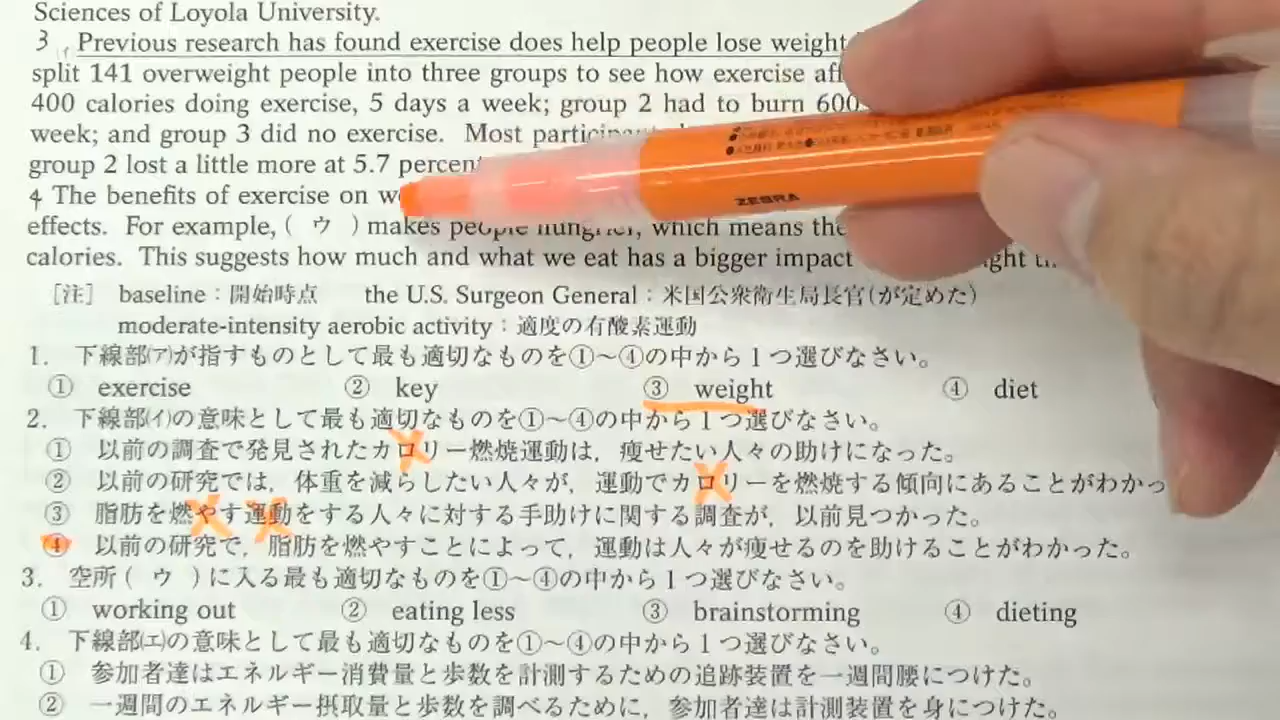 Sciences of Loyola University.
3 (イ) Previous research has found exercise does help people lose weight
split 141 overweight people into three groups to see how exercise
400 calories doing exercise, 5 days a week; group 2 had to burn 600
week; and group 3 did no exercise. Most
group 2 lost a little more at 5.7 percent
4 The benefits of exercise on
effects. For example, ( ウ ) makes people hungrier, which means the
calories. This suggests how much and what we eat has a bigger impact
［注］ baseline：開始時点 the U.S. Surgeon General：米国公衆衛生局長官(が定めた)
moderate-intensity aerobic activity：適度の有酸素運動
1. 下線部(ア)が指すものとして最も適切なものを①～④の中から1つ選びなさい。
① exercise ② key ③ weight ④ diet
2. 下線部(イ)の意味として最も適切なものを①～④の中から1つ選びなさい。
① 以前の調査で発見されたカロリー燃焼運動は，痩せたい人々の助けになった。
② 以前の研究では，体重を減らしたい人々が，運動でカロリーを燃焼する傾向にあることがわかっ
③ 脂肪を燃やす運動をする人々に対する手助けに関する調査が，以前見つかった。
④ 以前の研究で，脂肪を燃やすことによって，運動は人々が痩せるのを助けることがわかった。
3. 空所( ウ )に入る最も適切なものを①～④の中から1つ選びなさい。
① working out ② eating less ③ brainstorming ④ dieting
4. 下線部(エ)の意味として最も適切なものを①～④の中から1つ選びなさい。
① 参加者達はエネルギー消費量と歩数を計測するための追跡装置を一週間腰につけた。
② 一週間のエネルギー摂取量と歩数を調べるために，参加者達は計測装置を身につけた。
ZEBRA